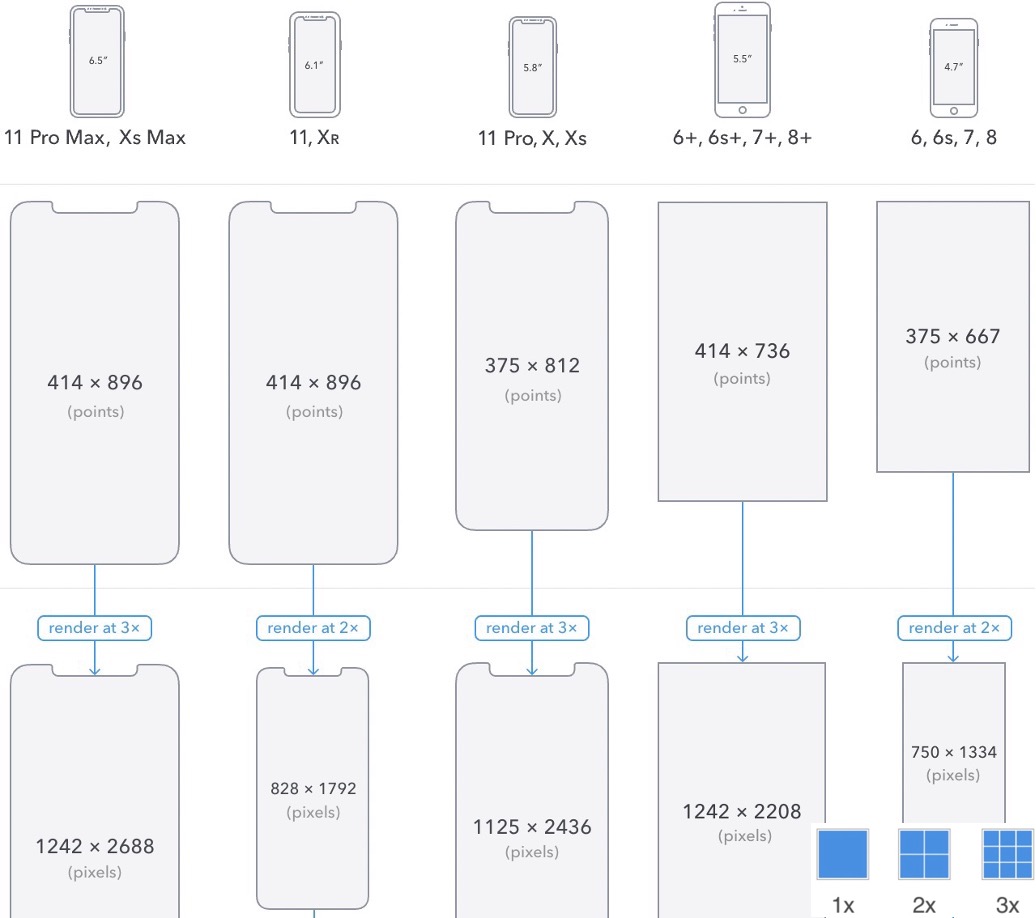 6.5″
6.1″
5.8″
5.5″
4.7″
11 Pro Max, Xs Max
11, XR
11 Pro, X, Xs
6+, 6s+, 7+, 8+
6, 6s, 7, 8
414 × 896
(points)
414 × 896
(points)
375 × 812
(points)
414 × 736
(points)
375 × 667
(points)
render at 3×
render at 2×
render at 3×
render at 3×
render at 2×
1242 × 2688
(pixels)
828 × 1792
(pixels)
1125 × 2436
(pixels)
1242 × 2208
(pixels)
750 × 1334
(pixels)
1x
2x
3x